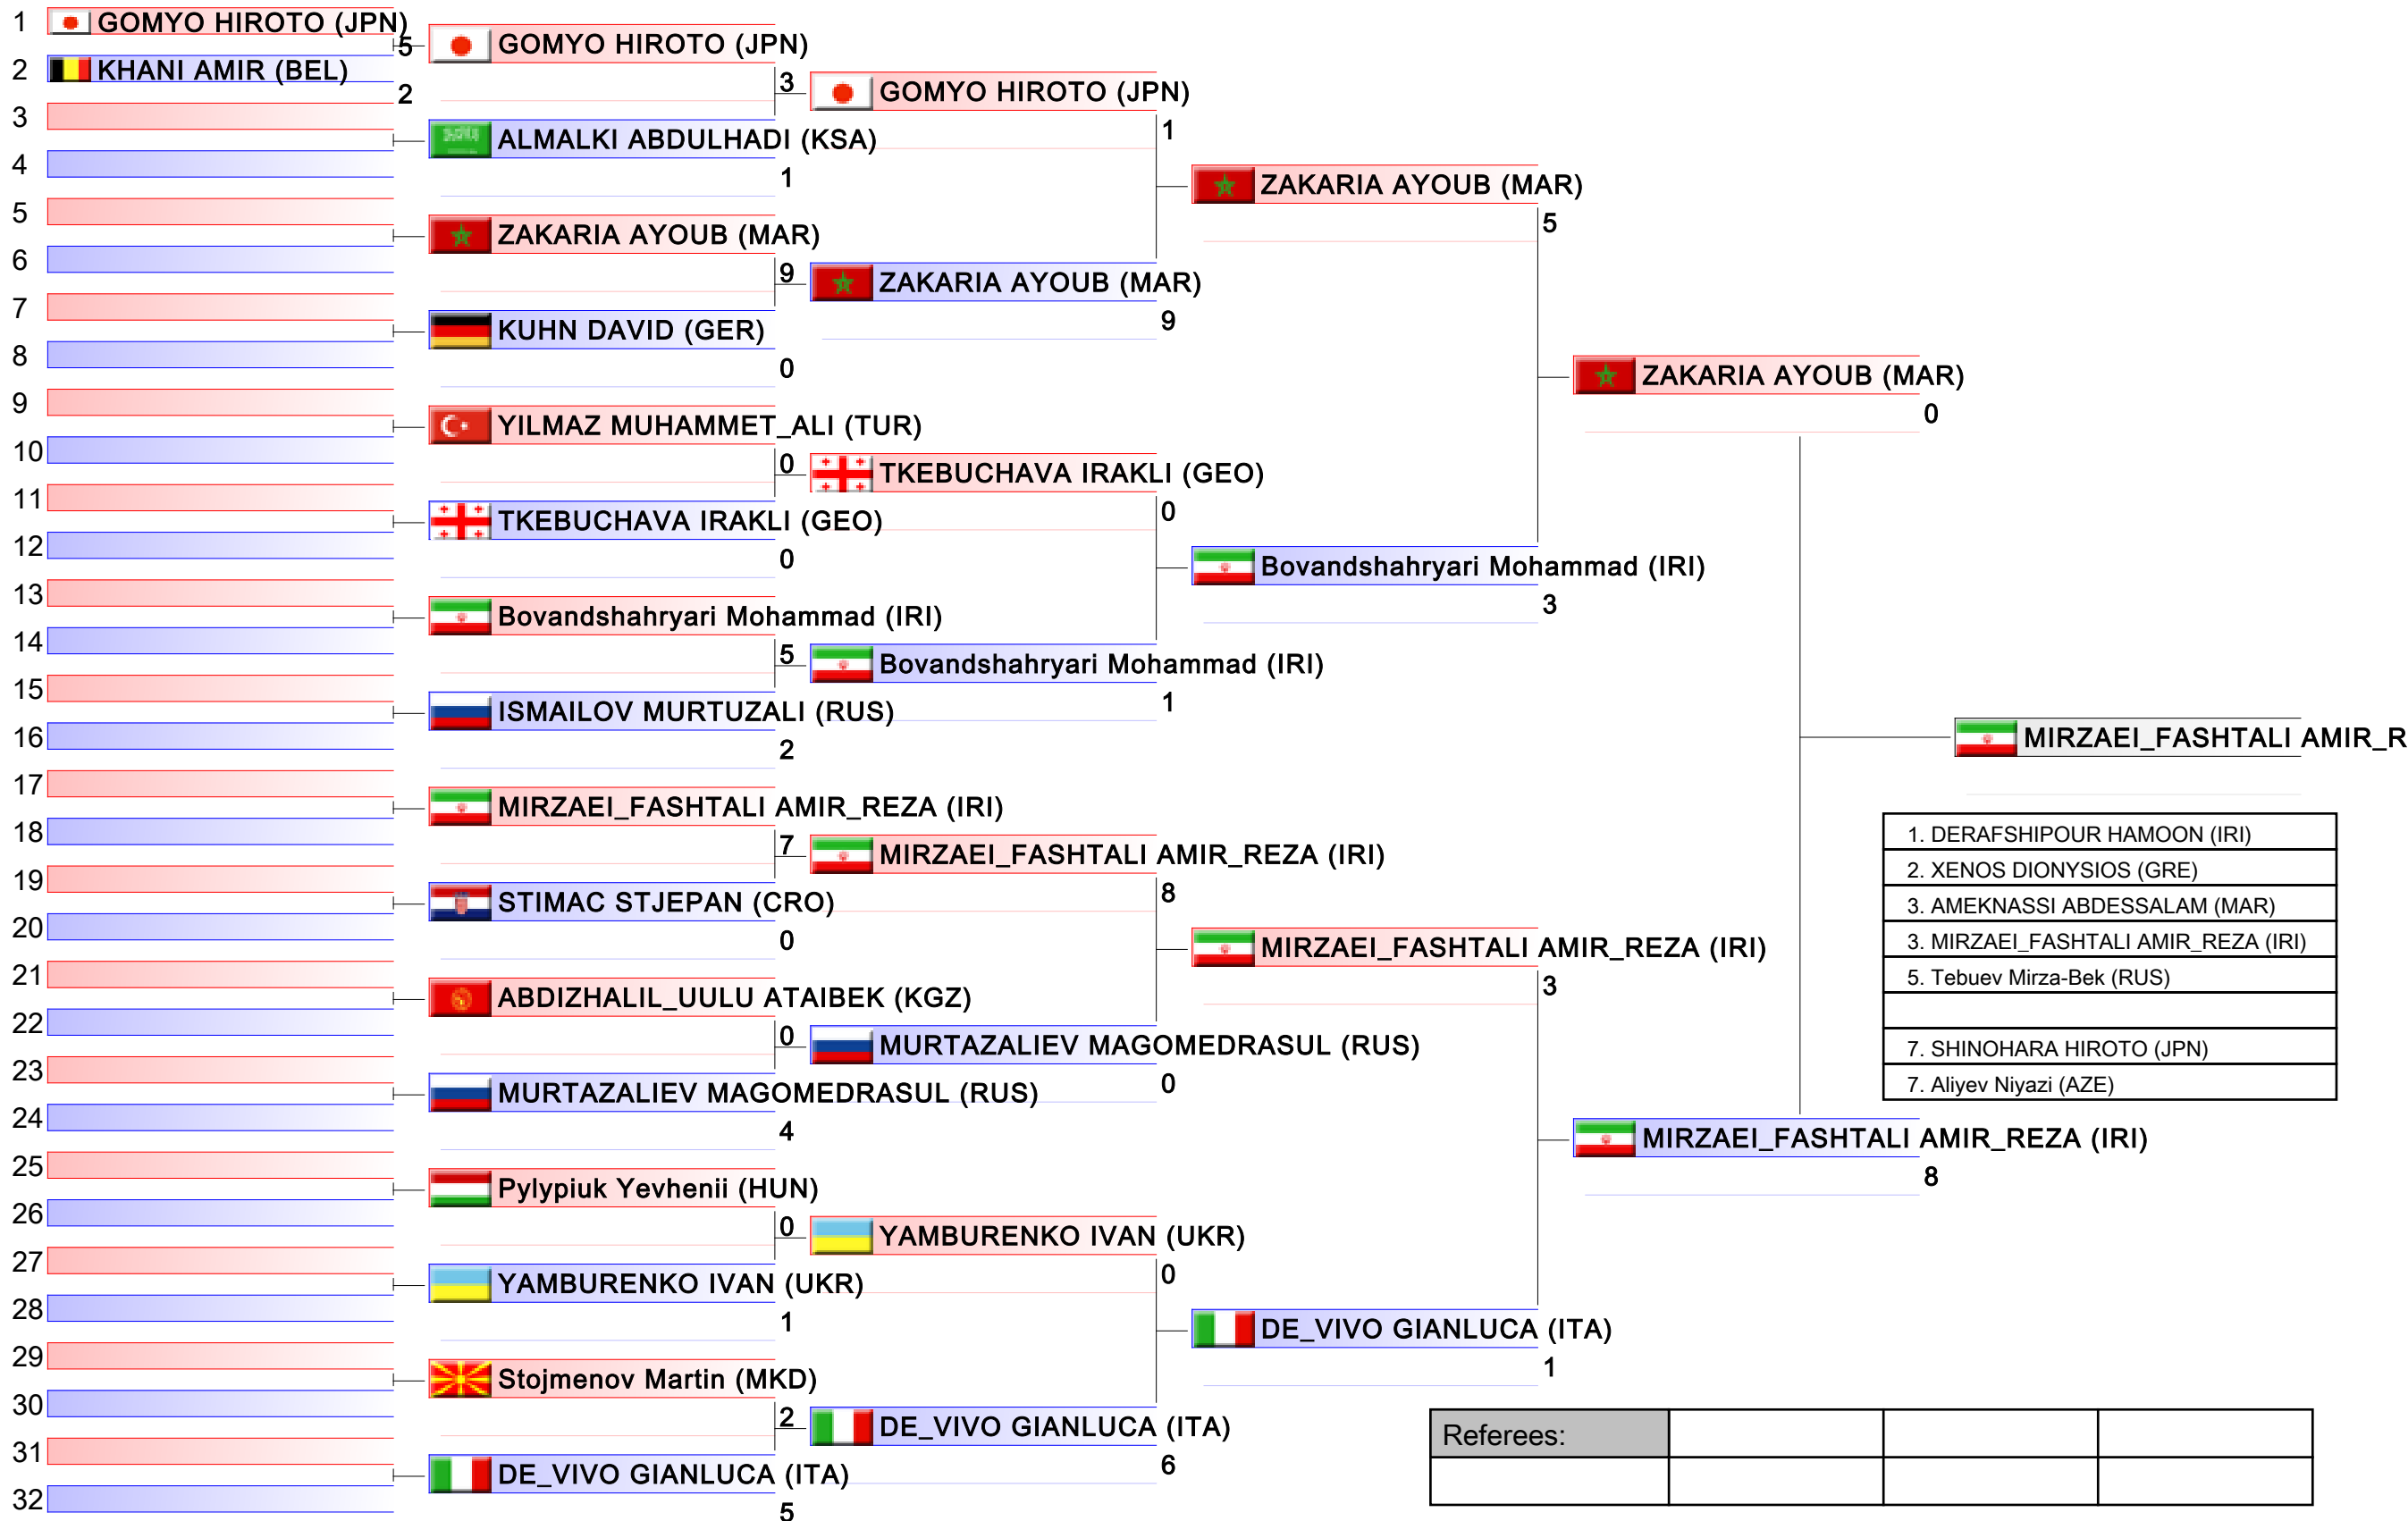 1 GOMYO HIROTO (JPN)
5
2 KHANI AMIR (BEL)
2
3
4
5
6
7
8
9
10
11
12
13
14
15
16
17
18
19
20
21
22
23
24
25
26
27
28
29
30
31
32
GOMYO HIROTO (JPN)
3
ALMALKI ABDULHADI (KSA)
1
ZAKARIA AYOUB (MAR)
9
KUHN DAVID (GER)
0
YILMAZ MUHAMMET_ALI (TUR)
0
TKEBUCHAVA IRAKLI (GEO)
0
Bovandshahryari Mohammad (IRI)
5
ISMAILOV MURTUZALI (RUS)
2
MIRZAEI_FASHTALI AMIR_REZA (IRI)
7
STIMAC STJEPAN (CRO)
0
ABDIZHALIL_UULU ATAIBEK (KGZ)
0
MURTAZALIEV MAGOMEDRASUL (RUS)
4
Pylypiuk Yevhenii (HUN)
0
YAMBURENKO IVAN (UKR)
1
Stojmenov Martin (MKD)
2
DE_VIVO GIANLUCA (ITA)
5
GOMYO HIROTO (JPN)
1
ZAKARIA AYOUB (MAR)
9
TKEBUCHAVA IRAKLI (GEO)
0
Bovandshahryari Mohammad (IRI)
1
MIRZAEI_FASHTALI AMIR_REZA (IRI)
8
MURTAZALIEV MAGOMEDRASUL (RUS)
0
YAMBURENKO IVAN (UKR)
0
DE_VIVO GIANLUCA (ITA)
6
ZAKARIA AYOUB (MAR)
5
Bovandshahryari Mohammad (IRI)
3
MIRZAEI_FASHTALI AMIR_REZA (IRI)
3
DE_VIVO GIANLUCA (ITA)
1
ZAKARIA AYOUB (MAR)
0
MIRZAEI_FASHTALI AMIR_REZA (IRI)
8
MIRZAEI_FASHTALI AMIR_R
1. DERAFSHIPOUR HAMOON (IRI)
2. XENOS DIONYSIOS (GRE)
3. AMEKNASSI ABDESSALAM (MAR)
3. MIRZAEI_FASHTALI AMIR_REZA (IRI)
5. Tebuev Mirza-Bek (RUS)
7. SHINOHARA HIROTO (JPN)
7. Aliyev Niyazi (AZE)
Referees: